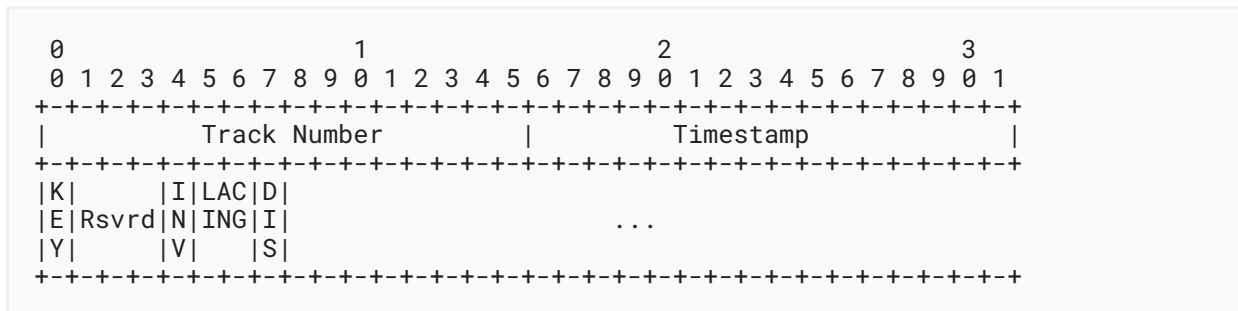 0                   1                   2                   3
 0 1 2 3 4 5 6 7 8 9 0 1 2 3 4 5 6 7 8 9 0 1 2 3 4 5 6 7 8 9 0 1
+-+-+-+-+-+-+-+-+-+-+-+-+-+-+-+-+-+-+-+-+-+-+-+-+-+-+-+-+-+-+-+-+
|          Track Number         |         Timestamp             |
+-+-+-+-+-+-+-+-+-+-+-+-+-+-+-+-+-+-+-+-+-+-+-+-+-+-+-+-+-+-+-+-+
|K|     |I|LAC|D|
|E|Rsvrd|N|ING|I|                     ...
|Y|     |V|   |S|
+-+-+-+-+-+-+-+-+-+-+-+-+-+-+-+-+-+-+-+-+-+-+-+-+-+-+-+-+-+-+-+-+